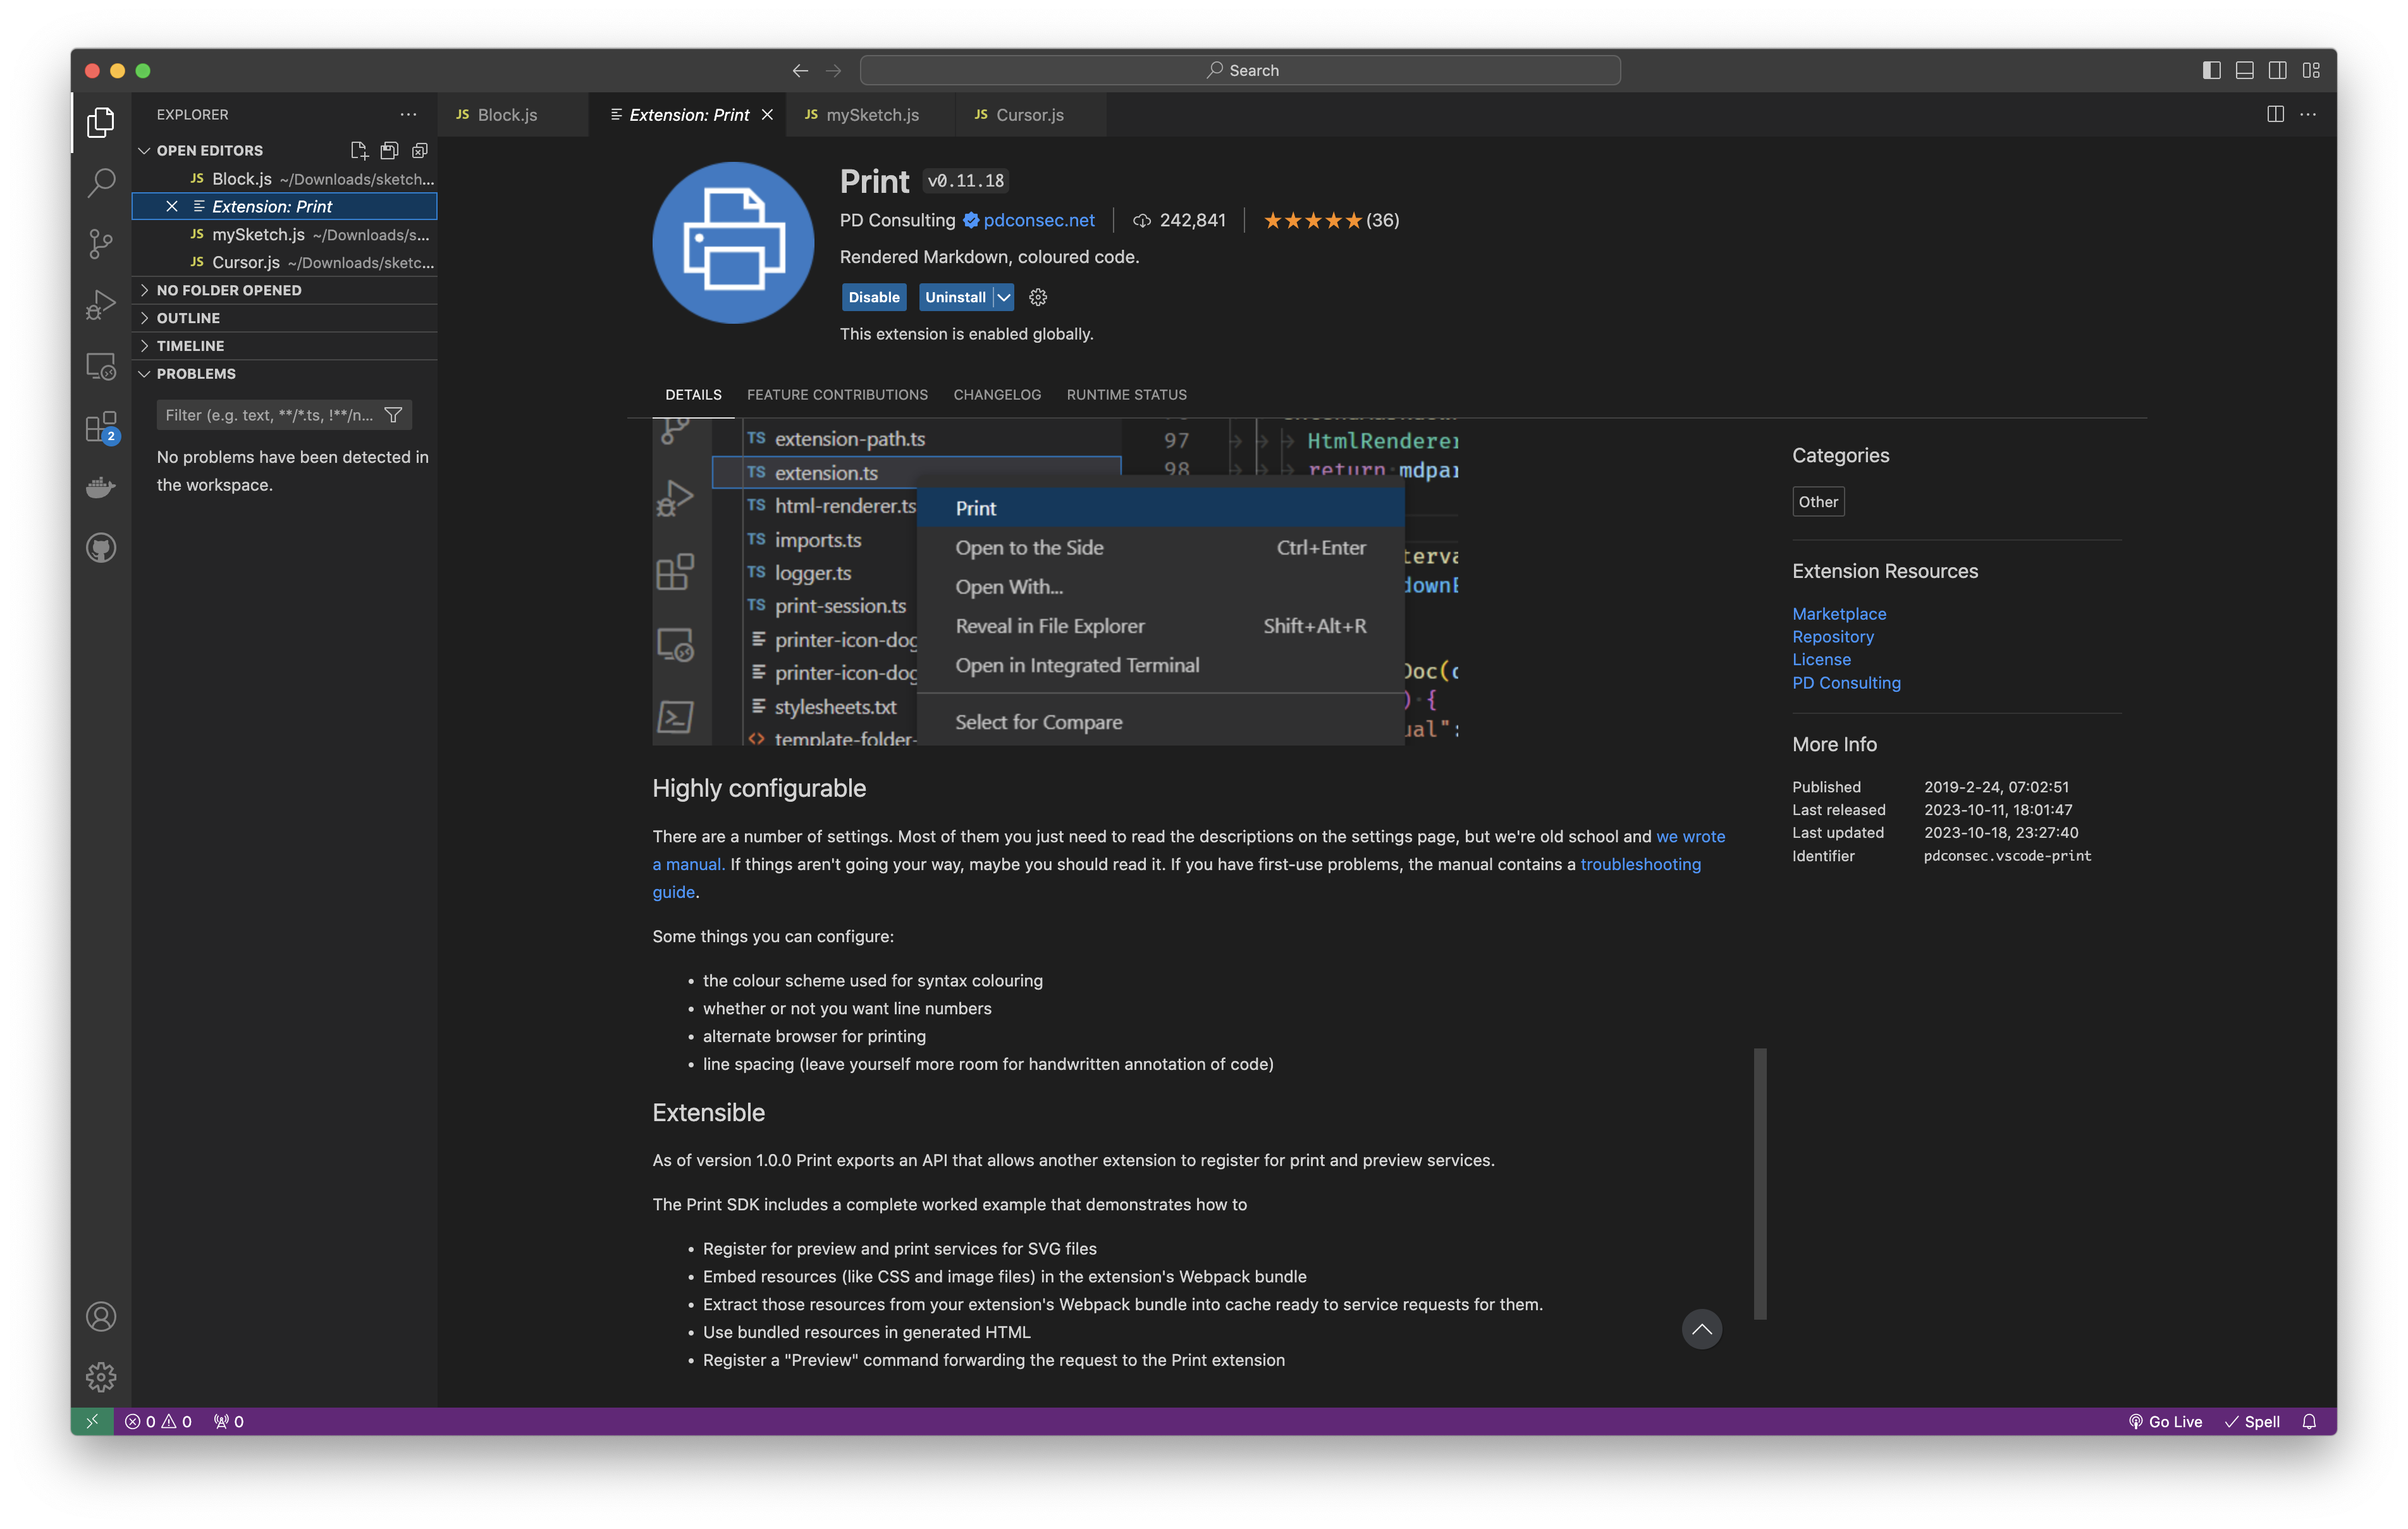 Search
EXPLORER
Block.js
Extension: Print
mySketch.js
Cursor.js
OPEN EDITORS
JS Block.js ~/Downloads/sketch...
Extension: Print
JS mySketch.js ~/Downloads/s...
JS Cursor.js ~/Downloads/sketc...
NO FOLDER OPENED
OUTLINE
TIMELINE
PROBLEMS
Filter (e.g. text, **/*.ts, !**/n...
No problems have been detected in
the workspace.
2
Print v0.11.18
PD Consulting pdconsec.net 242,841 (36)
Rendered Markdown, coloured code.
Disable Uninstall
This extension is enabled globally.
DETAILS FEATURE CONTRIBUTIONS CHANGELOG RUNTIME STATUS
TS extension-path.ts
TS extension.ts
TS html-renderer.ts
TS imports.ts
TS logger.ts
TS print-session.ts
printer-icon-dog
printer-icon-dog
stylesheets.txt
template-folder-
97 HtmlRenderer
98 return mdpar
Print
Open to the Side Ctrl+Enter
Open With...
Reveal in File Explorer Shift+Alt+R
Open in Integrated Terminal
Select for Compare
terva
downE
Doc(c
) {
ual":
Highly configurable
There are a number of settings. Most of them you just need to read the descriptions on the settings page, but we're old school and we wrote
a manual. If things aren't going your way, maybe you should read it. If you have first-use problems, the manual contains a troubleshooting
guide.
Some things you can configure:
• the colour scheme used for syntax colouring
• whether or not you want line numbers
• alternate browser for printing
• line spacing (leave yourself more room for handwritten annotation of code)
Extensible
As of version 1.0.0 Print exports an API that allows another extension to register for print and preview services.
The Print SDK includes a complete worked example that demonstrates how to
• Register for preview and print services for SVG files
• Embed resources (like CSS and image files) in the extension's Webpack bundle
• Extract those resources from your extension's Webpack bundle into cache ready to service requests for them.
• Use bundled resources in generated HTML
• Register a "Preview" command forwarding the request to the Print extension
Categories
Other
Extension Resources
Marketplace
Repository
License
PD Consulting
More Info
Published 2019-2-24, 07:02:51
Last released 2023-10-11, 18:01:47
Last updated 2023-10-18, 23:27:40
Identifier pdconsec.vscode-print
0 0 0
Go Live Spell